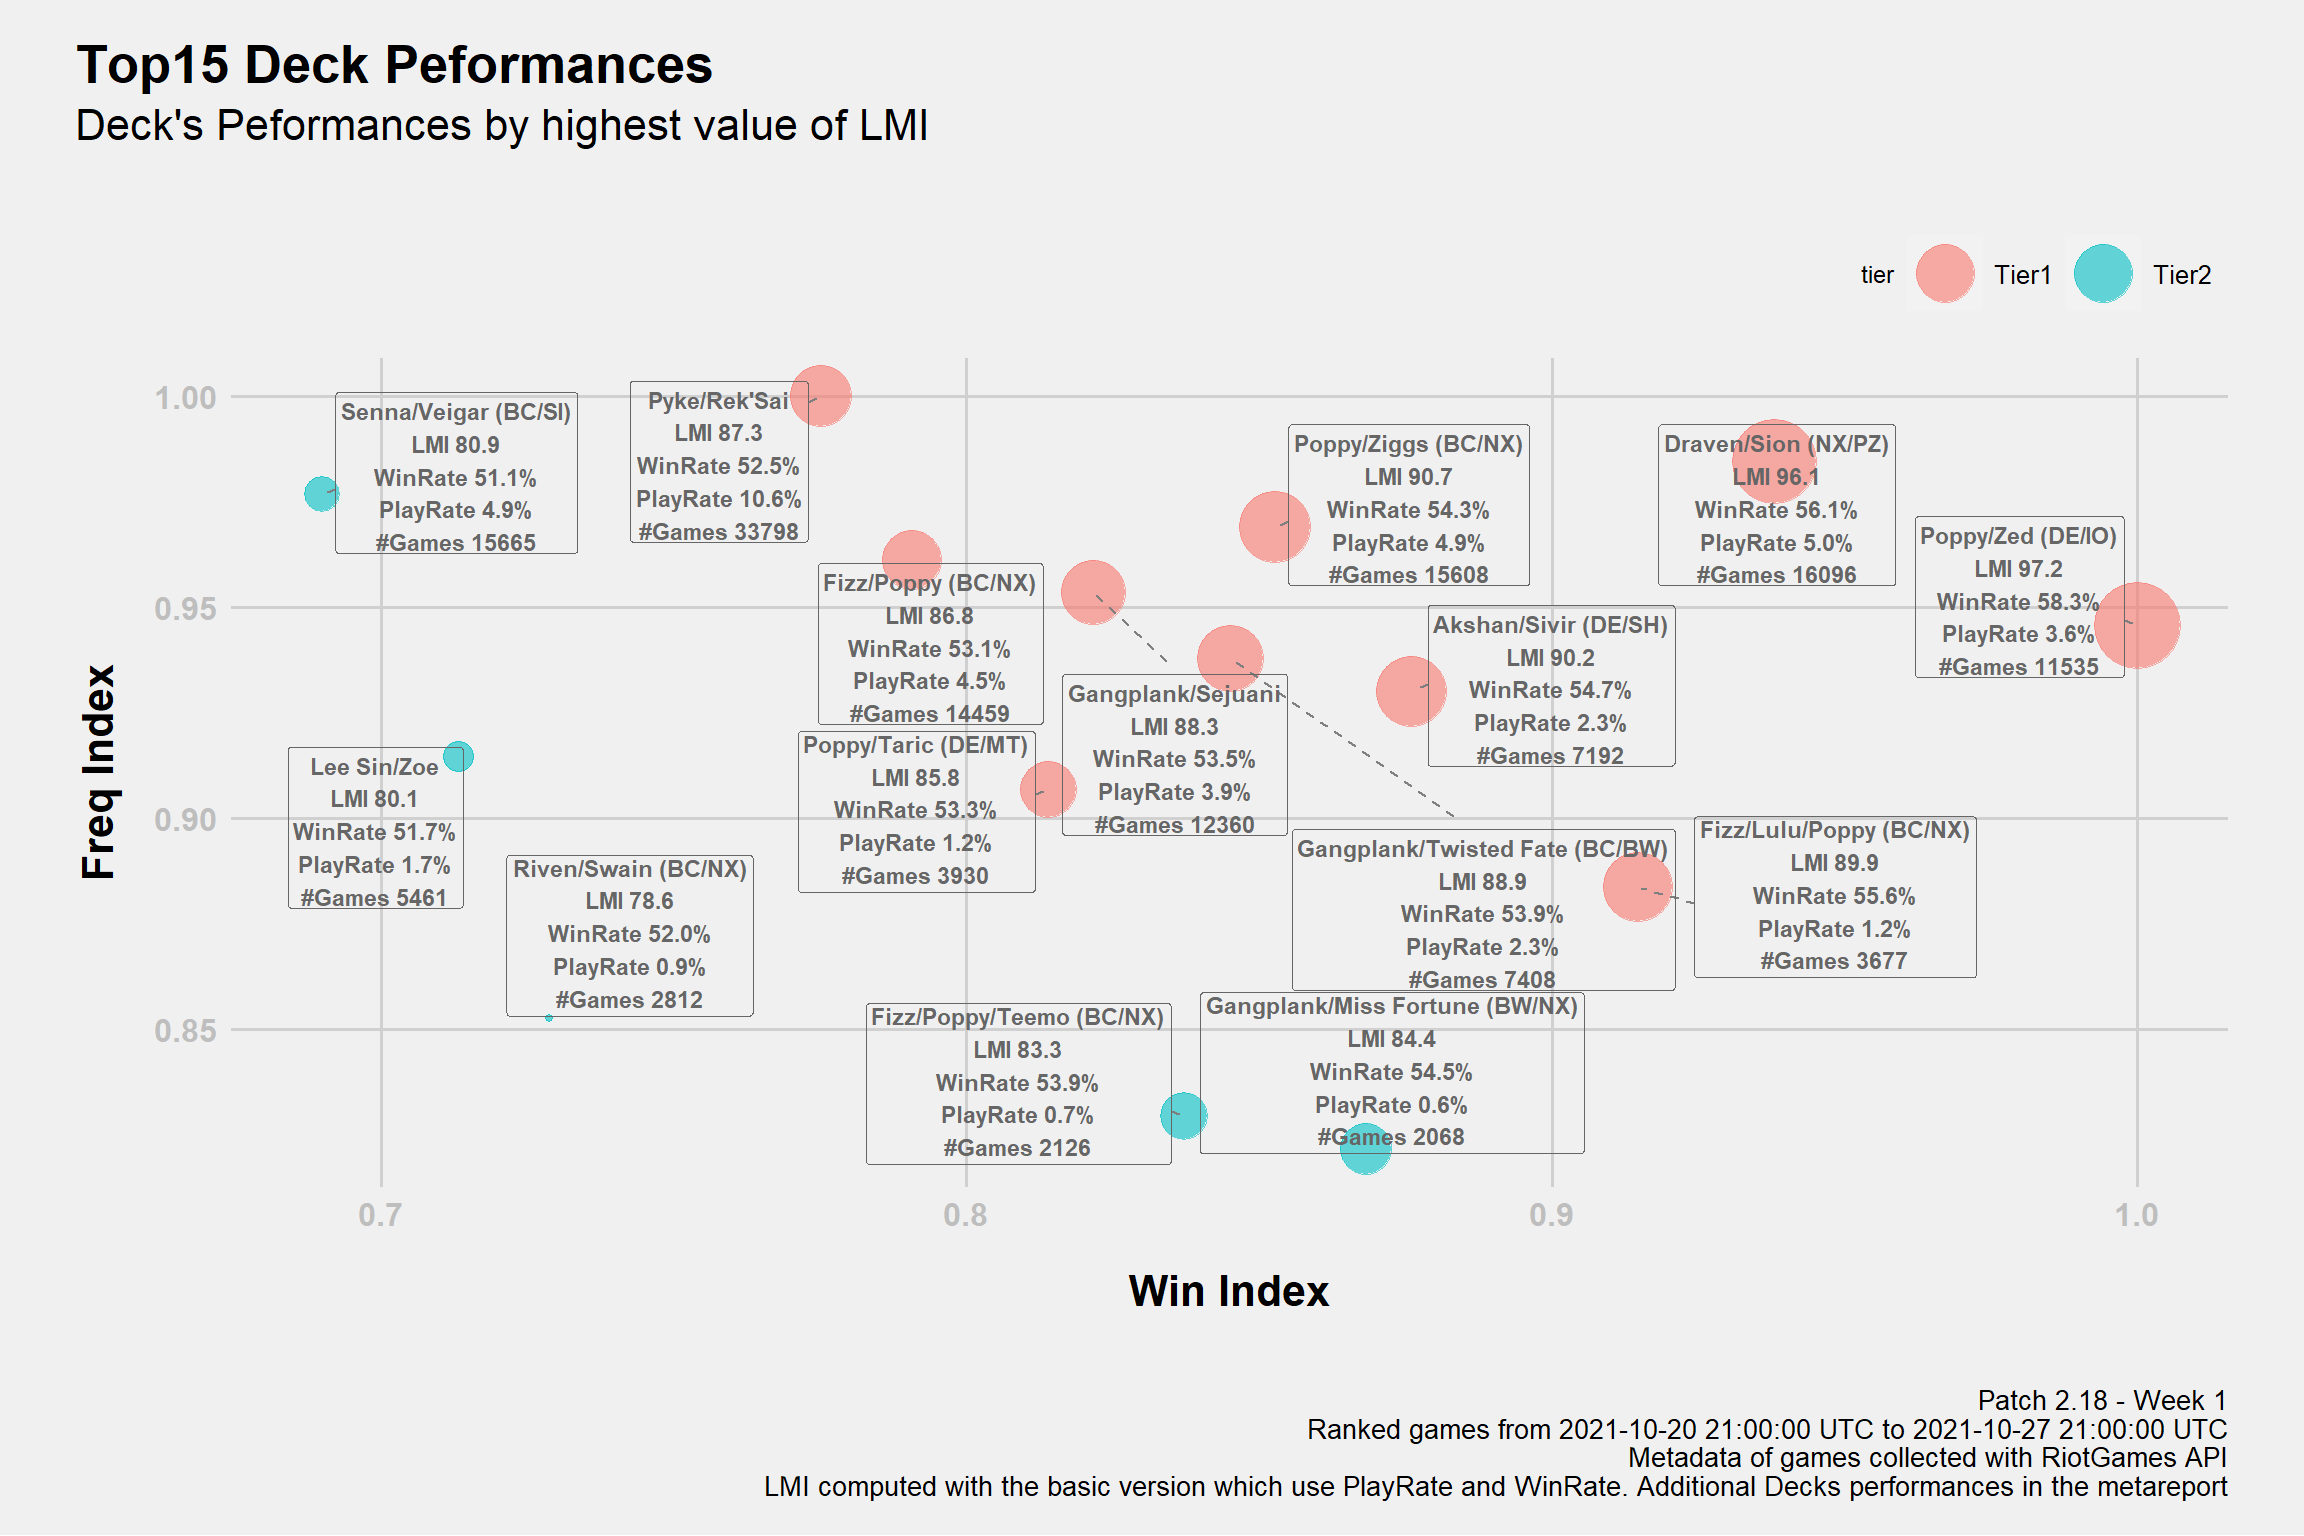 Top15 Deck Peformances
Deck's Peformances by highest value of LMI
tier Tier1 Tier2
Freq Index
1.00
0.95
0.90
0.85
Senna/Veigar (BC/SI)
LMI 80.9
WinRate 51.1%
PlayRate 4.9%
#Games 15665
Pyke/Rek'Sai
LMI 87.3
WinRate 52.5%
PlayRate 10.6%
#Games 33798
Poppy/Ziggs (BC/NX)
LMI 90.7
WinRate 54.3%
PlayRate 4.9%
#Games 15608
Draven/Sion (NX/PZ)
LMI 96.1
WinRate 56.1%
PlayRate 5.0%
#Games 16096
Poppy/Zed (DE/IO)
LMI 97.2
WinRate 58.3%
PlayRate 3.6%
#Games 11535
Fizz/Poppy (BC/NX)
LMI 86.8
WinRate 53.1%
PlayRate 4.5%
#Games 14459
Akshan/Sivir (DE/SH)
LMI 90.2
WinRate 54.7%
PlayRate 2.3%
#Games 7192
Gangplank/Sejuani
LMI 88.3
WinRate 53.5%
PlayRate 3.9%
#Games 12360
Poppy/Taric (DE/MT)
LMI 85.8
WinRate 53.3%
PlayRate 1.2%
#Games 3930
Lee Sin/Zoe
LMI 80.1
WinRate 51.7%
PlayRate 1.7%
#Games 5461
Riven/Swain (BC/NX)
LMI 78.6
WinRate 52.0%
PlayRate 0.9%
#Games 2812
Gangplank/Twisted Fate (BC/BW)
LMI 88.9
WinRate 53.9%
PlayRate 2.3%
#Games 7408
Fizz/Lulu/Poppy (BC/NX)
LMI 89.9
WinRate 55.6%
PlayRate 1.2%
#Games 3677
Fizz/Poppy/Teemo (BC/NX)
LMI 83.3
WinRate 53.9%
PlayRate 0.7%
#Games 2126
Gangplank/Miss Fortune (BW/NX)
LMI 84.4
WinRate 54.5%
PlayRate 0.6%
#Games 2068
0.7 0.8 0.9 1.0
Win Index
Patch 2.18 - Week 1
Ranked games from 2021-10-20 21:00:00 UTC to 2021-10-27 21:00:00 UTC
Metadata of games collected with RiotGames API
LMI computed with the basic version which use PlayRate and WinRate. Additional Decks performances in the metareport